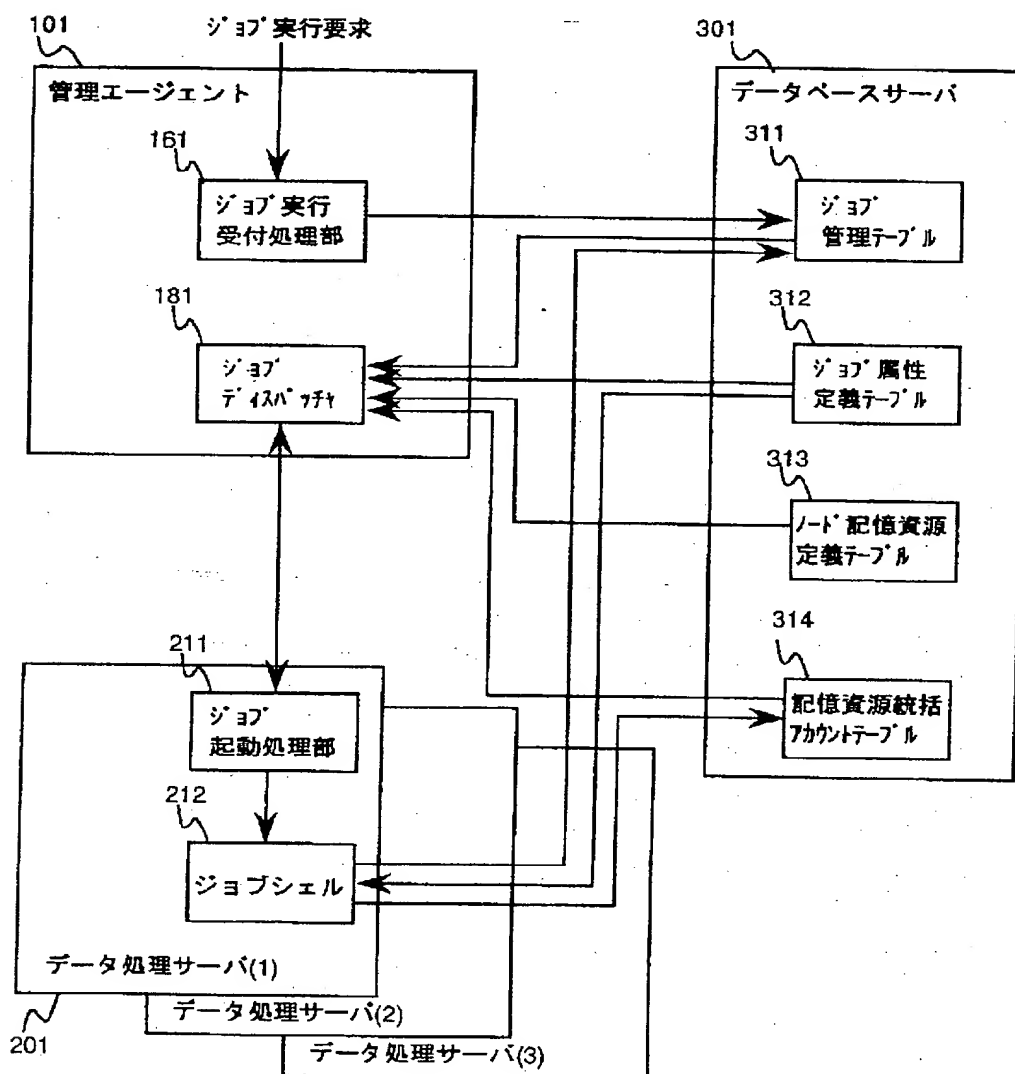 101
ｼﾞｮﾌﾞ実行要求
管理エージェント
161
ｼﾞｮﾌﾞ実行
受付処理部
181
ｼﾞｮﾌﾞ
ﾃﾞｨｽﾊﾟｯﾁｬ
301
データベースサーバ
311
ｼﾞｮﾌﾞ
管理ﾃｰﾌﾞﾙ
312
ｼﾞｮﾌﾞ属性
定義ﾃｰﾌﾞﾙ
313
ﾉｰﾄﾞ記憶資源
定義ﾃｰﾌﾞﾙ
314
記憶資源統括
ｱｶｳﾝﾄﾃｰﾌﾞﾙ
211
ｼﾞｮﾌﾞ
起動処理部
212
ジョブシェル
データ処理サーバ(1)
201
データ処理サーバ(2)
データ処理サーバ(3)